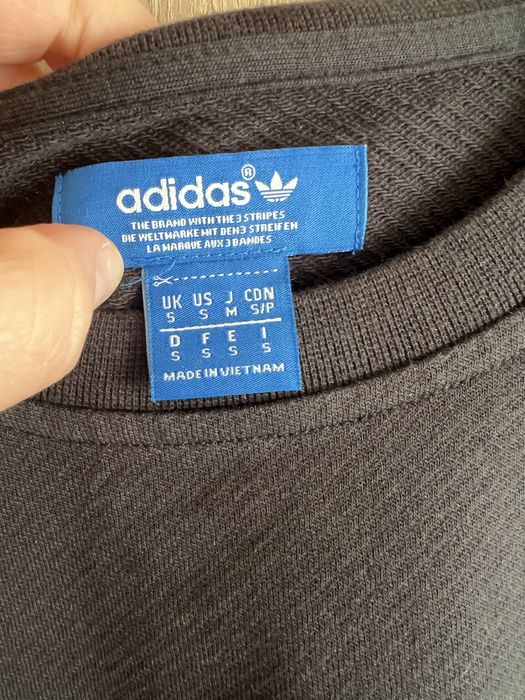 adidas®
THE BRAND WITH THE 3 STRIPES
DIE WELTMARKE MIT DEN 3 STREIFEN
LA MARQUE AUX 3 BANDES
UK US J CDN
S S M S/P
D F E I
S S S S
MADE IN VIETNAM